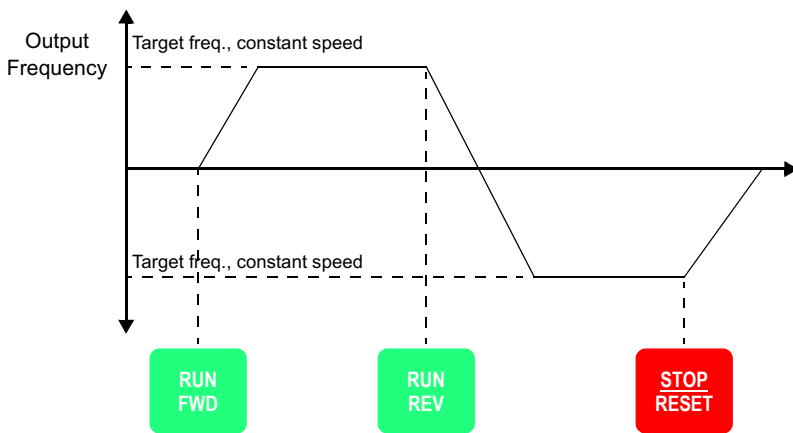 Output
Frequency
Target freq., constant speed
Target freq., constant speed
RUN
FWD
RUN
REV
STOP
RESET